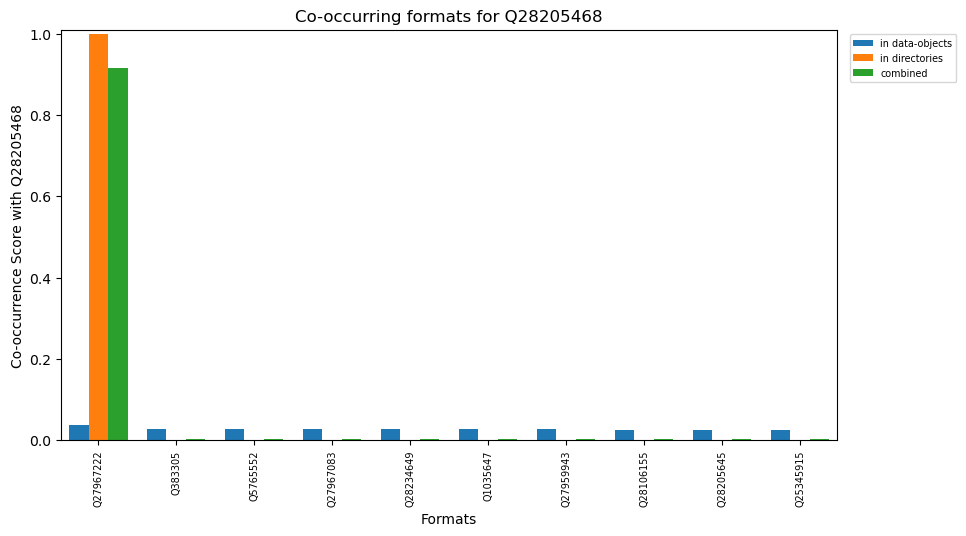 Co-occurring formats for Q28205468
in data-objects
in directories
combined
Co-occurrence Score with Q28205468
1.0
0.8
0.6
0.4
0.2
0.0
Q27967222
Q383305
Q5765552
Q27967083
Q28234649
Q1035647
Q27959943
Q28106155
Q28205645
Q25345915
Formats